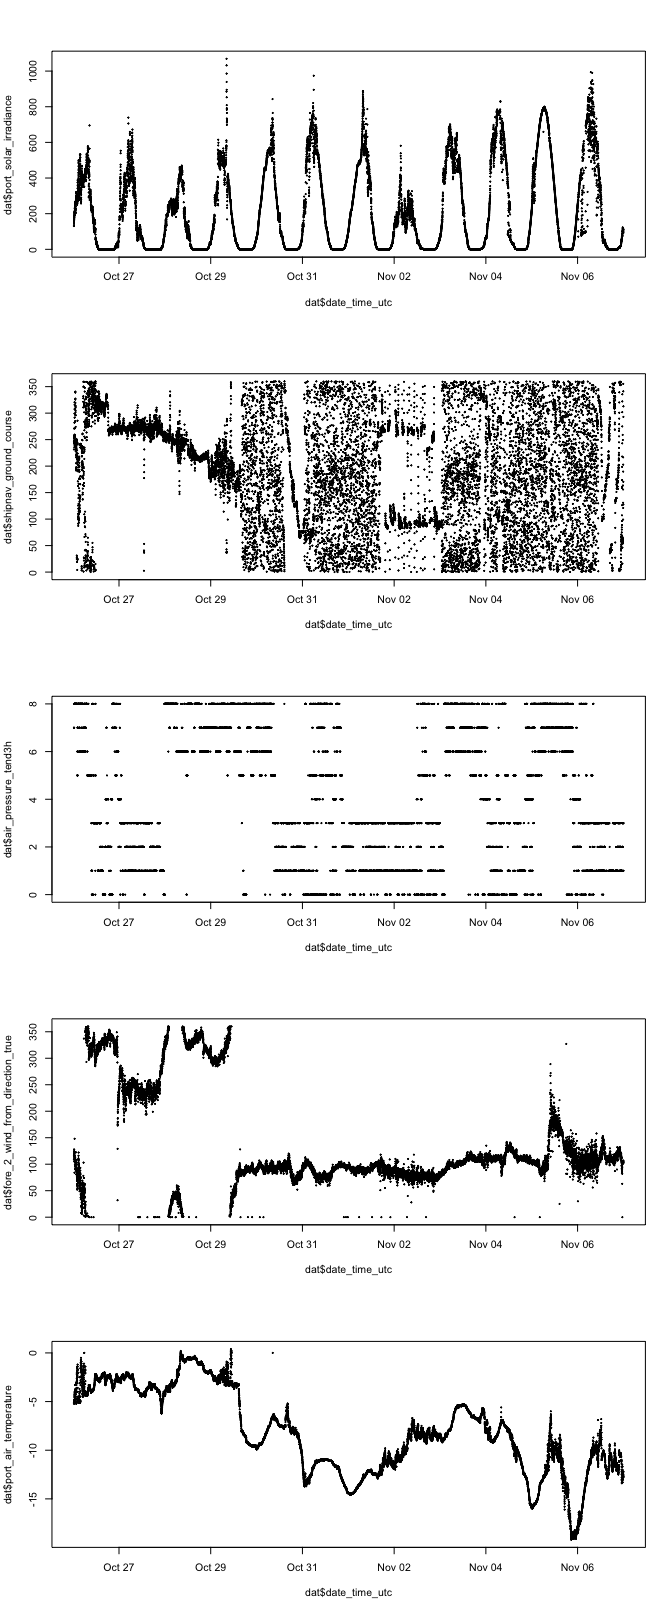 dat$port_solar_irradiance
1000
800
600
400
200
0
Oct 27 Oct 29 Oct 31 Nov 02 Nov 04 Nov 06
dat$date_time_utc
dat$shipnav_ground_course
350
300
250
200
150
100
50
0
Oct 27 Oct 29 Oct 31 Nov 02 Nov 04 Nov 06
dat$date_time_utc
dat$air_pressure_tend3h
8
6
4
2
0
Oct 27 Oct 29 Oct 31 Nov 02 Nov 04 Nov 06
dat$date_time_utc
dat$fore_2_wind_from_direction_true
350
300
250
200
150
100
50
0
Oct 27 Oct 29 Oct 31 Nov 02 Nov 04 Nov 06
dat$date_time_utc
dat$port_air_temperature
0
-5
-10
-15
Oct 27 Oct 29 Oct 31 Nov 02 Nov 04 Nov 06
dat$date_time_utc